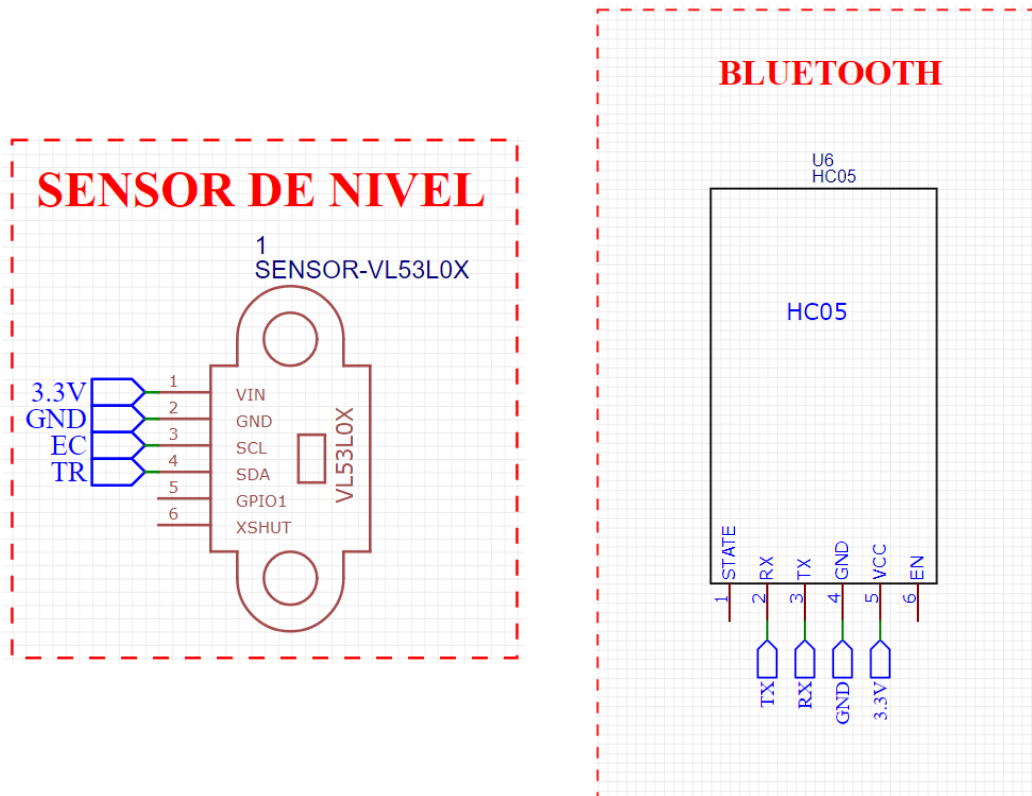 SENSOR DE NIVEL
1
SENSOR-VL53L0X
3.3V
GND
EC
TR
1
2
3
4
5
6
VIN
GND
SCL
SDA
GPIO1
XSHUT
VL53L0X
BLUETOOTH
U6
HC05
HC05
STATE
RX
TX
GND
VCC
EN
1
2
3
4
5
6
TX
RX
GND
3.3V